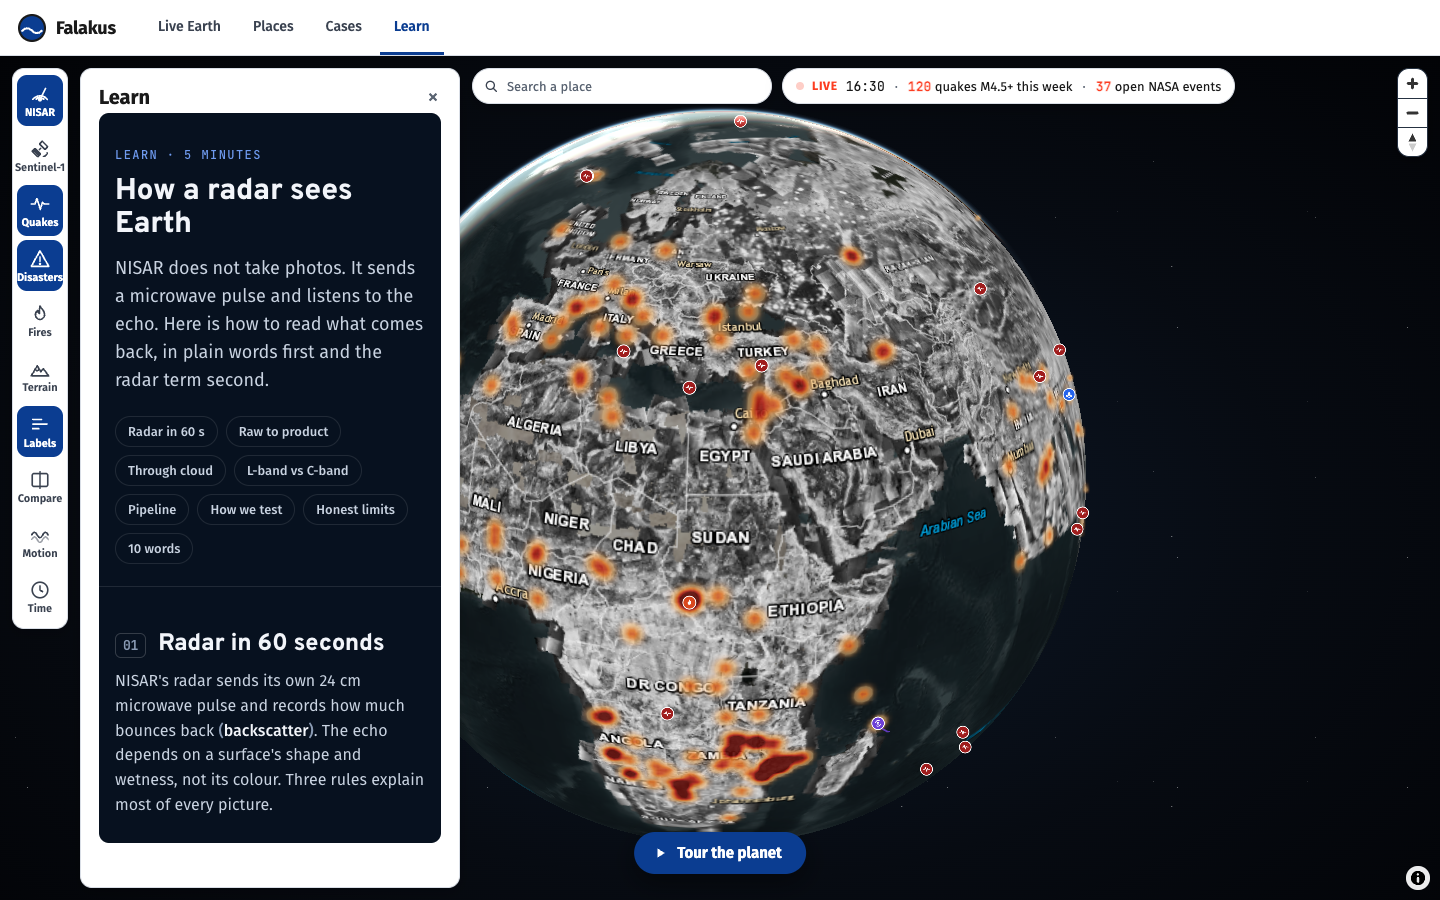 Falakus
Live Earth
Places
Cases
Learn
NISAR
Sentinel-1
Quakes
Disasters
Fires
Terrain
Labels
Compare
Motion
Time
Learn
×
LEARN · 5 MINUTES
How a radar sees
Earth
NISAR does not take photos. It sends
a microwave pulse and listens to the
echo. Here is how to read what comes
back, in plain words first and the
radar term second.
Radar in 60 s
Raw to product
Through cloud
L-band vs C-band
Pipeline
How we test
Honest limits
10 words
01 Radar in 60 seconds
NISAR's radar sends its own 24 cm
microwave pulse and records how much
bounces back (backscatter). The echo
depends on a surface's shape and
wetness, not its colour. Three rules explain
most of every picture.
Search a place
LIVE 16:30 · 120 quakes M4.5+ this week · 37 open NASA events
Warsaw
UKRAINE
Paris
FRANCE
ITALY
Istanbul
GREECE
TURKEY
Baghdad
IRAN
ALGERIA
LIBYA
EGYPT
SAUDI ARABIA
Dubai
MALI
NIGER
CHAD
SUDAN
Arabian Sea
NIGERIA
Accra
ETHIOPIA
DR CONGO
TANZANIA
ANGOLA
Tour the planet